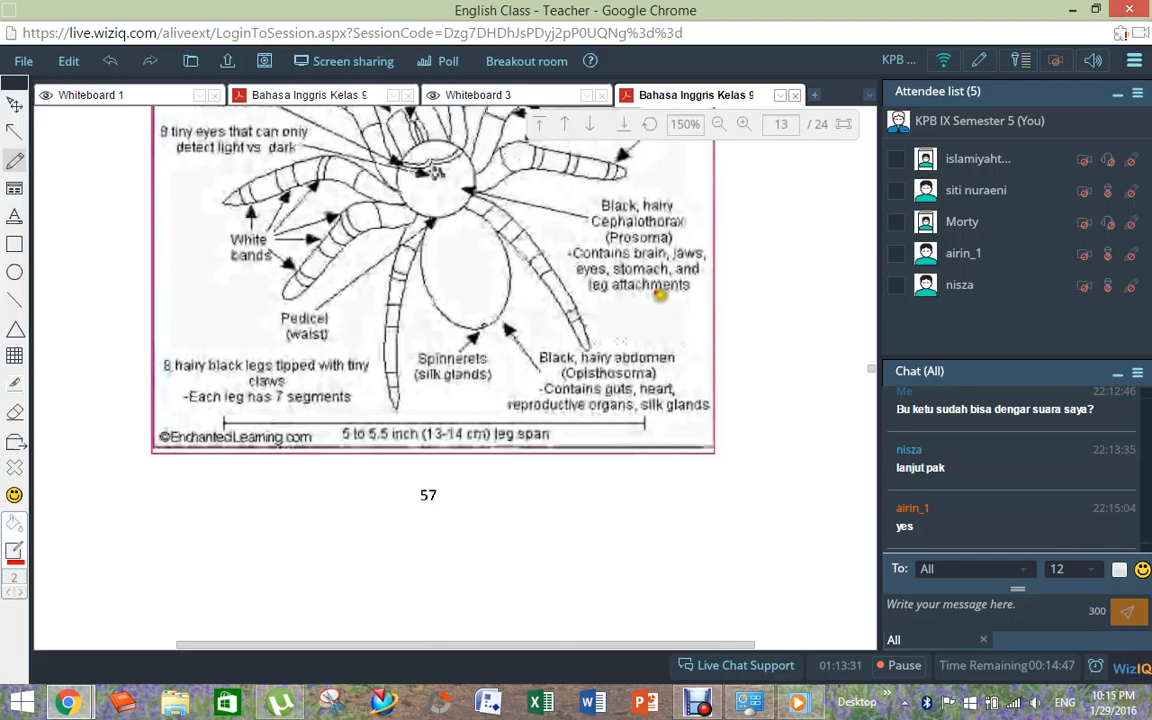 English Class - Teacher - Google Chrome
https://live.wiziq.com/aliveext/LoginToSession.aspx?SessionCode=Dzg7DHDhJsPDyj2pP0UQNg%3d%3d
File Edit Screen sharing Poll Breakout room ? KPB ...
Whiteboard 1 Bahasa Inggris Kelas 9 Whiteboard 3 Bahasa Inggris Kelas 9
150% 13 / 24
8 tiny eyes that can only
detect light vs dark
White
bands
Pedicel
(waist)
Black, hairy
Cephalothorax
(Prosoma)
-Contains brain, jaws,
eyes, stomach, and
leg attachments
Spinnerets
(silk glands)
Black, hairy abdomen
(Opisthosoma)
-Contains guts, heart,
reproductive organs, silk glands
8 hairy black legs tipped with tiny
claws
-Each leg has 7 segments
©EnchantedLearning.com 5 to 5.5 inch (13-14 cm) leg span
57
2
Attendee list (5)
KPB IX Semester 5 (You)
islamiyaht...
siti nuraeni
Morty
airin_1
nisza
Chat (All)
Me 22:12:46
Bu ketu sudah bisa dengar suara saya?
nisza 22:13:35
lanjut pak
airin_1 22:15:04
yes
To: All 12
Write your message here. 300
All
Live Chat Support 01:13:31 Pause Time Remaining 00:14:47 WizIQ
Desktop ENG 10:15 PM
1/29/2016